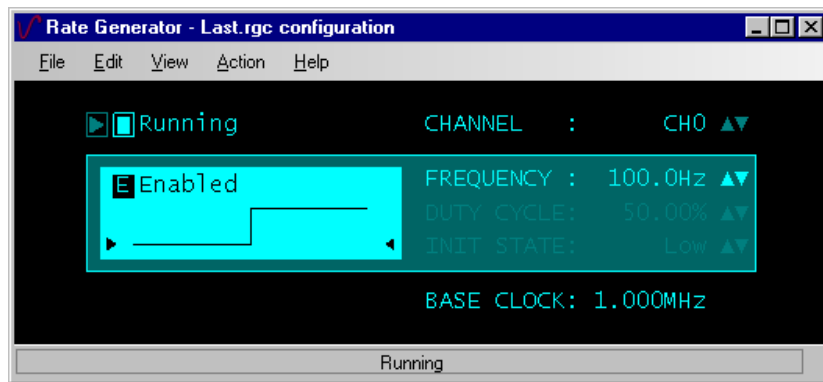 Rate Generator - Last.rgc configuration
File Edit View Action Help
Running CHANNEL : CH0
E Enabled FREQUENCY : 100.0Hz
DUTY CYCLE: 50.00%
INIT STATE: Low
BASE CLOCK: 1.000MHz
Running